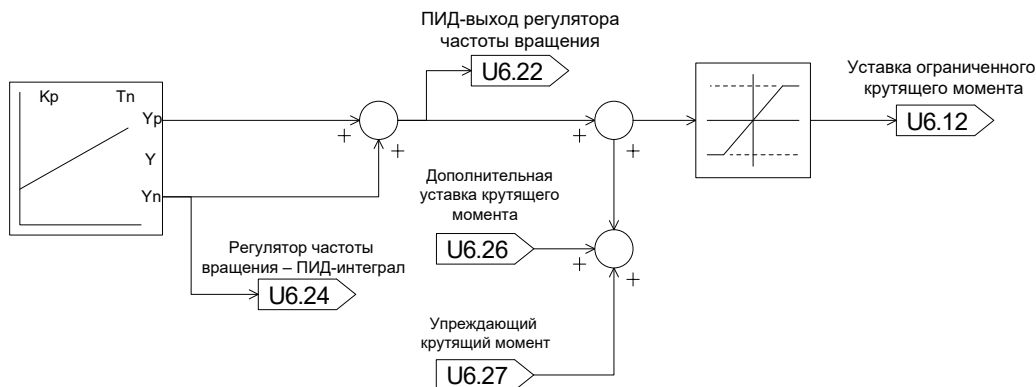 ПИД-выход регулятора
частоты вращения
U6.22
Уставка ограниченного
крутящего момента
U6.12
Kp Tn
Yp
Y
Yn
+
+
+
+
Дополнительная
уставка крутящего
момента
U6.26
+
+
Регулятор частоты
вращения – ПИД-интеграл
U6.24
Упреждающий
крутящий момент
U6.27